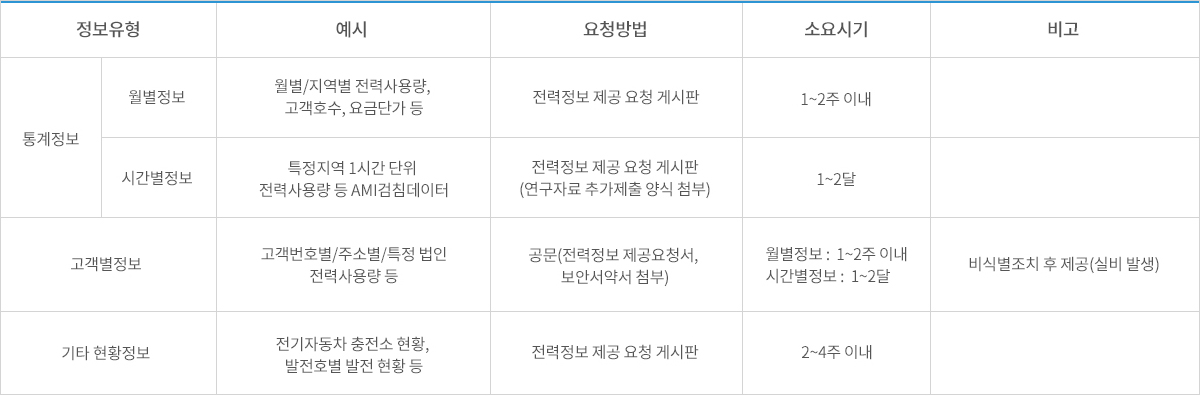 정보유형
예시
요청방법
소요시기
비고
통계정보
월별정보
월별/지역별 전력사용량,
고객호수, 요금단가 등
전력정보 제공 요청 게시판
1~2주 이내
시간별정보
특정지역 1시간 단위
전력사용량 등 AMI검침데이터
전력정보 제공 요청 게시판
(연구자료 추가제출 양식 첨부)
1~2달
고객별정보
고객번호별/주소별/특정 법인
전력사용량 등
공문(전력정보 제공요청서,
보안서약서 첨부)
월별정보 : 1~2주 이내
시간별정보 : 1~2달
비식별조치 후 제공(실비 발생)
기타 현황정보
전기자동차 충전소 현황,
발전호별 발전 현황 등
전력정보 제공 요청 게시판
2~4주 이내